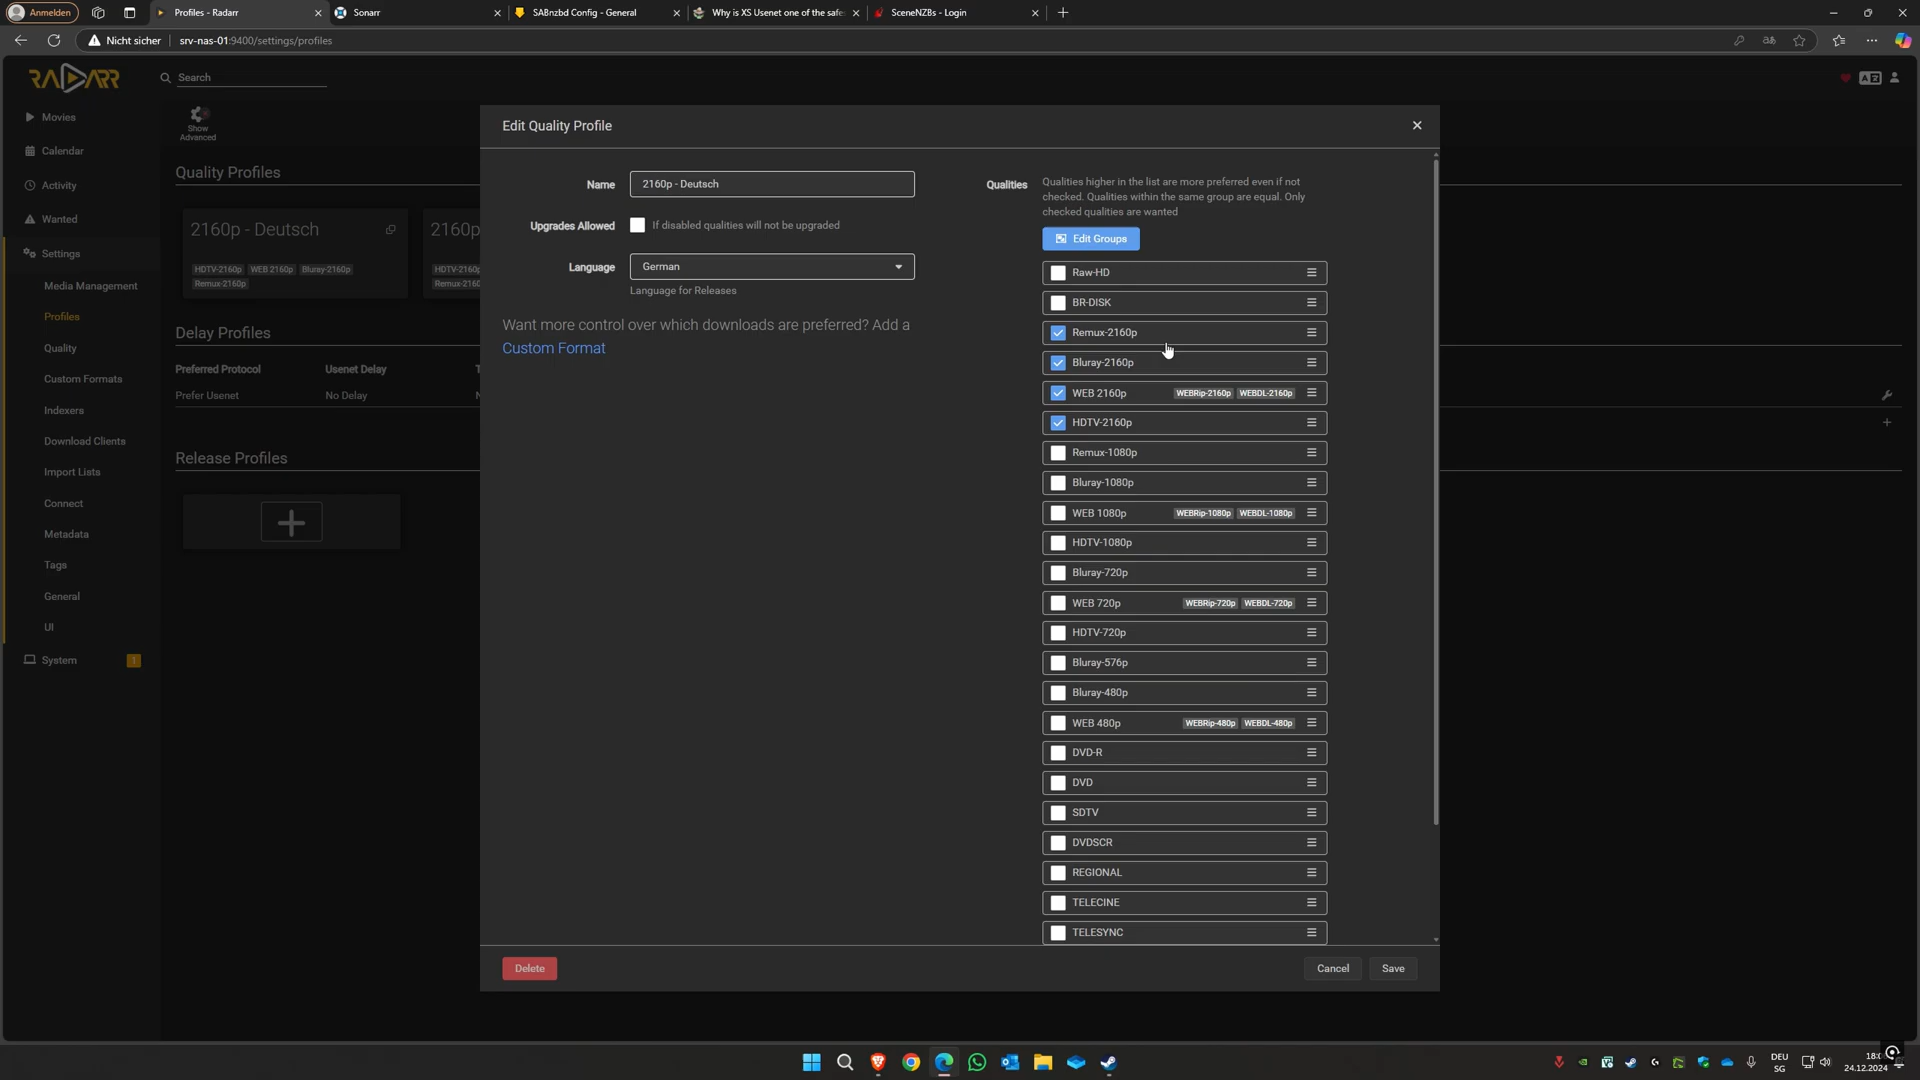 Anmelden
Profiles - Radarr
Sonarr
SABnzbd Config - General
Why is XS Usenet one of the safe
SceneNZBs - Login
Nicht sicher
srv-nas-01:9400/settings/profiles
RADARR
Search
Movies
Calendar
Activity
Wanted
Settings
Media Management
Profiles
Quality
Custom Formats
Indexers
Download Clients
Import Lists
Connect
Metadata
Tags
General
UI
System
1
Show
Advanced
Quality Profiles
2160p - Deutsch
HDTV-2160p WEB 2160p Bluray-2160p
Remux-2160p
2160p
HDTV-2160p
Remux-2160
Delay Profiles
Preferred Protocol Usenet Delay T
Prefer Usenet No Delay
Release Profiles
Edit Quality Profile
Name
2160p - Deutsch
Upgrades Allowed
If disabled qualities will not be upgraded
Language
German
Language for Releases
Want more control over which downloads are preferred? Add a
Custom Format
Qualities
Qualities higher in the list are more preferred even if not
checked. Qualities within the same group are equal. Only
checked qualities are wanted
Edit Groups
Raw-HD
BR-DISK
Remux-2160p
Bluray-2160p
WEB 2160p WEBRip-2160p WEBDL-2160p
HDTV-2160p
Remux-1080p
Bluray-1080p
WEB 1080p WEBRip-1080p WEBDL-1080p
HDTV-1080p
Bluray-720p
WEB 720p WEBRip-720p WEBDL-720p
HDTV-720p
Bluray-576p
Bluray-480p
WEB 480p WEBRip-480p WEBDL-480p
DVD-R
DVD
SDTV
DVDSCR
REGIONAL
TELECINE
TELESYNC
Delete
Cancel
Save
DEU
SG
24.12.2024